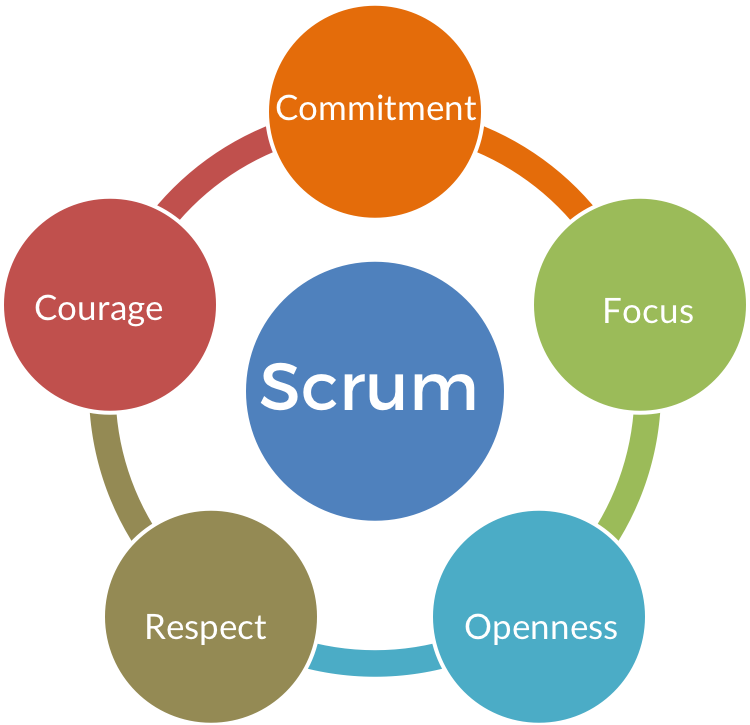 Commitment
Courage
Focus
Scrum
Respect
Openness